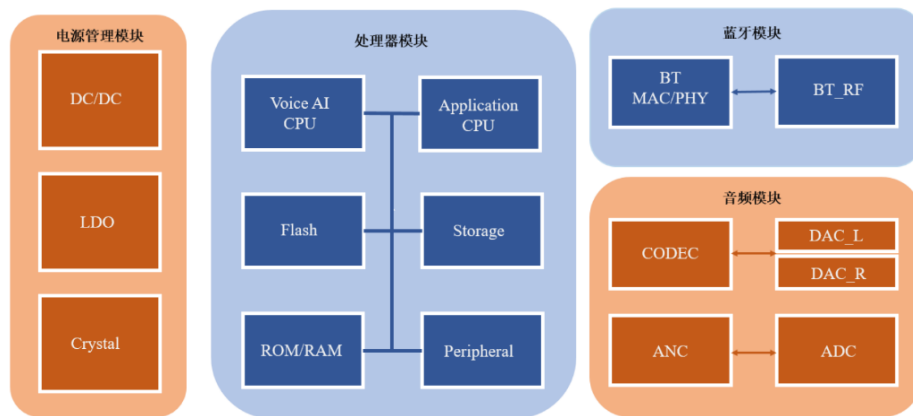 电源管理模块
DC/DC
LDO
Crystal
处理器模块
Voice AI
CPU
Application
CPU
Flash
Storage
ROM/RAM
Peripheral
蓝牙模块
BT
MAC/PHY
BT_RF
音频模块
CODEC
DAC_L
DAC_R
ANC
ADC